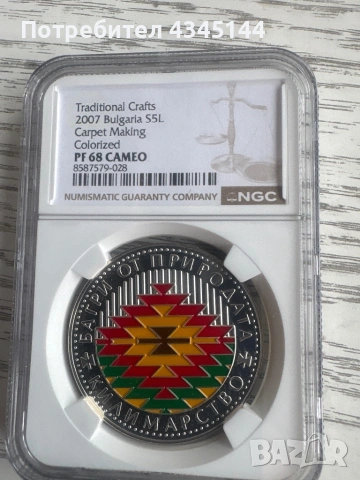 Потребител 4345144
Traditional Crafts
2007 Bulgaria S5L
Carpet Making
Colorized
PF 68 CAMEO
8587579-028
NUMISMATIC GUARANTY COMPANY
NGC
БАГРИ ОТ ПРИРОДАТА
КИЛИМАРСТВО
BAZAR